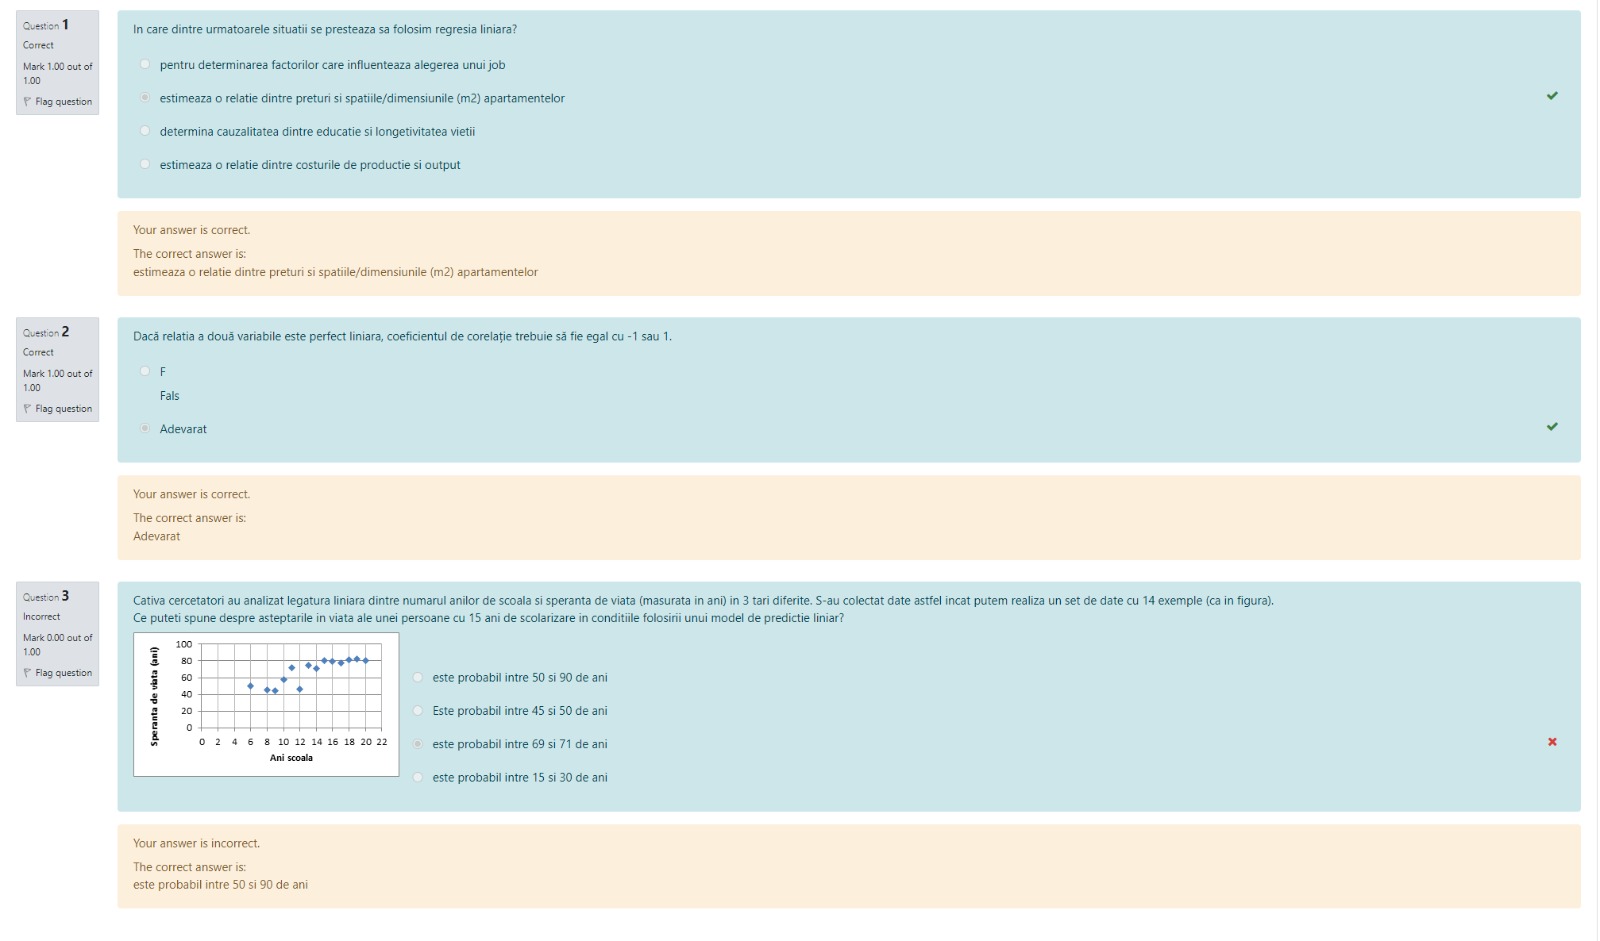 Question 1
Correct
Mark 1.00 out of
1.00
Flag question
In care dintre urmatoarele situatii se presteaza sa folosim regresia liniara?
pentru determinarea factorilor care influenteaza alegerea unui job
estimeaza o relatie dintre preturi si spatiile/dimensiunile (m2) apartamentelor
determina cauzalitatea dintre educatie si longetivitatea vietii
estimeaza o relatie dintre costurile de productie si output
Your answer is correct.
The correct answer is:
estimeaza o relatie dintre preturi si spatiile/dimensiunile (m2) apartamentelor
Question 2
Correct
Mark 1.00 out of
1.00
Flag question
Dacă relatia a două variabile este perfect liniara, coeficientul de corelație trebuie să fie egal cu -1 sau 1.
F
Fals
Adevarat
Your answer is correct.
The correct answer is:
Adevarat
Question 3
Incorrect
Mark 0.00 out of
1.00
Flag question
Cativa cercetatori au analizat legatura liniara dintre numarul anilor de scoala si speranta de viata (masurata in ani) in 3 tari diferite. S-au colectat date astfel incat putem realiza un set de date cu 14 exemple (ca in figura).
Ce puteti spune despre asteptarile in viata ale unei persoane cu 15 ani de scolarizare in conditiile folosirii unui model de predictie liniar?
Speranta de viata (ani)
100
80
60
40
20
0
0 2 4 6 8 10 12 14 16 18 20 22
Ani scoala
este probabil intre 50 si 90 de ani
Este probabil intre 45 si 50 de ani
este probabil intre 69 si 71 de ani
este probabil intre 15 si 30 de ani
Your answer is incorrect.
The correct answer is:
este probabil intre 50 si 90 de ani